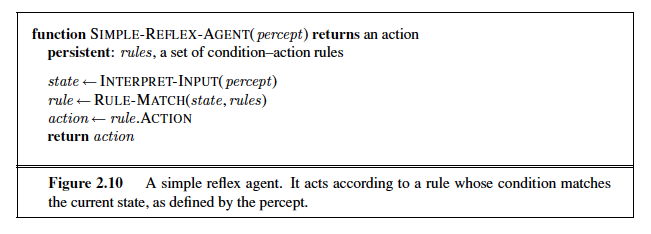 function SIMPLE-REFLEX-AGENT(percept) returns an action
persistent: rules, a set of condition–action rules
state ← INTERPRET-INPUT(percept)
rule ← RULE-MATCH(state, rules)
action ← rule.ACTION
return action
Figure 2.10 A simple reflex agent. It acts according to a rule whose condition matches
the current state, as defined by the percept.